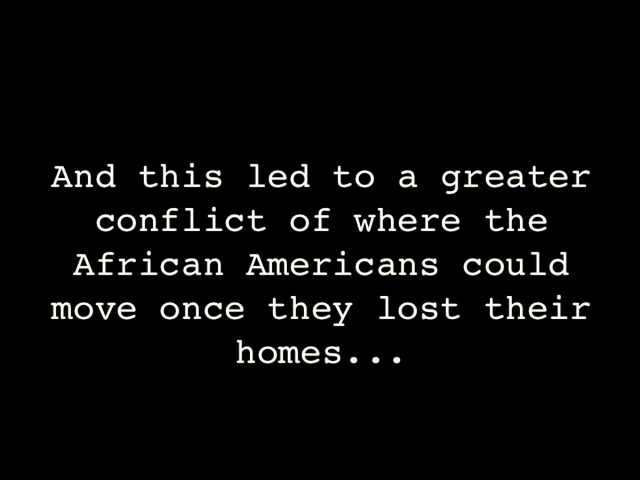 And this led to a greater
conflict of where the
African Americans could
move once they lost their
homes...